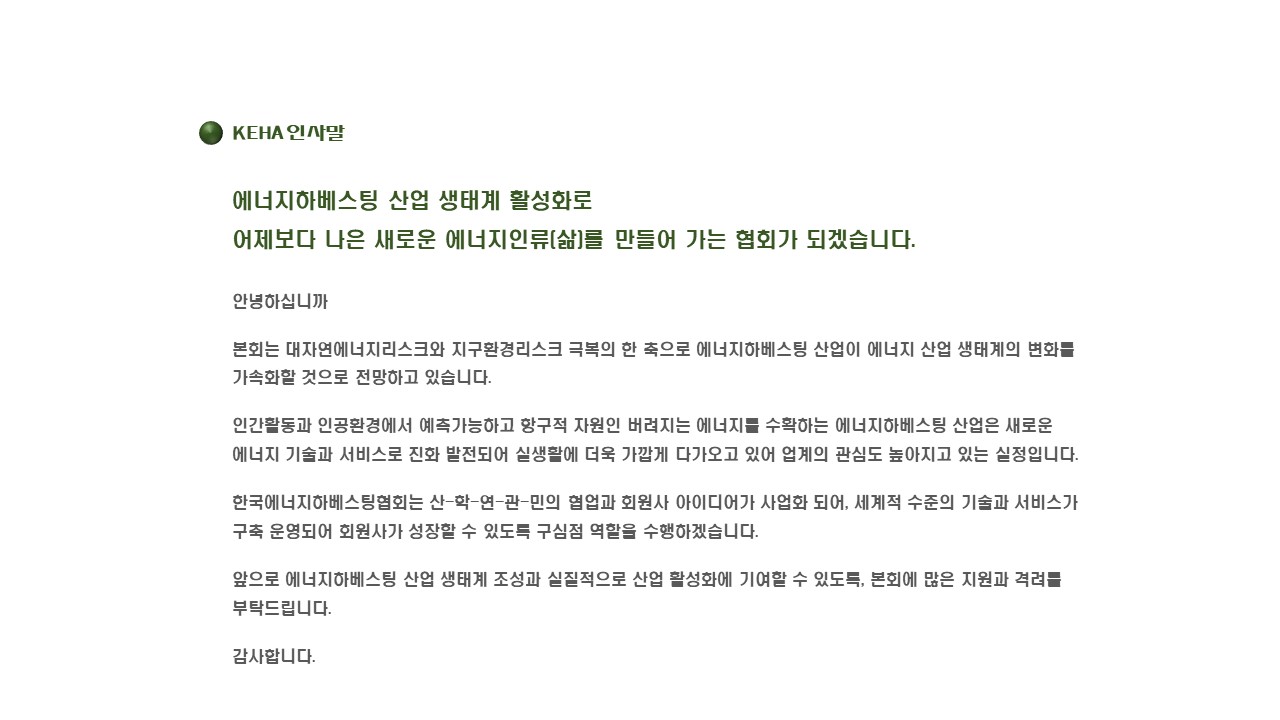 KEHA 인사말
에너지하베스팅 산업 생태계 활성화로
어제보다 나은 새로운 에너지인류(삶)를 만들어 가는 협회가 되겠습니다.
안녕하십니까
본회는 대자연에너지리스크와 지구환경리스크 극복의 한 축으로 에너지하베스팅 산업이 에너지 산업 생태계의 변화를
가속화할 것으로 전망하고 있습니다.
인간활동과 인공환경에서 예측가능하고 항구적 자원인 버려지는 에너지를 수확하는 에너지하베스팅 산업은 새로운
에너지 기술과 서비스로 진화 발전되어 실생활에 더욱 가깝게 다가오고 있어 업계의 관심도 높아지고 있는 실정입니다.
한국에너지하베스팅협회는 산-학-연-관-민의 협업과 회원사 아이디어가 사업화 되어, 세계적 수준의 기술과 서비스가
구축 운영되어 회원사가 성장할 수 있도록 구심점 역할을 수행하겠습니다.
앞으로 에너지하베스팅 산업 생태계 조성과 실질적으로 산업 활성화에 기여할 수 있도록, 본회에 많은 지원과 격려를
부탁드립니다.
감사합니다.